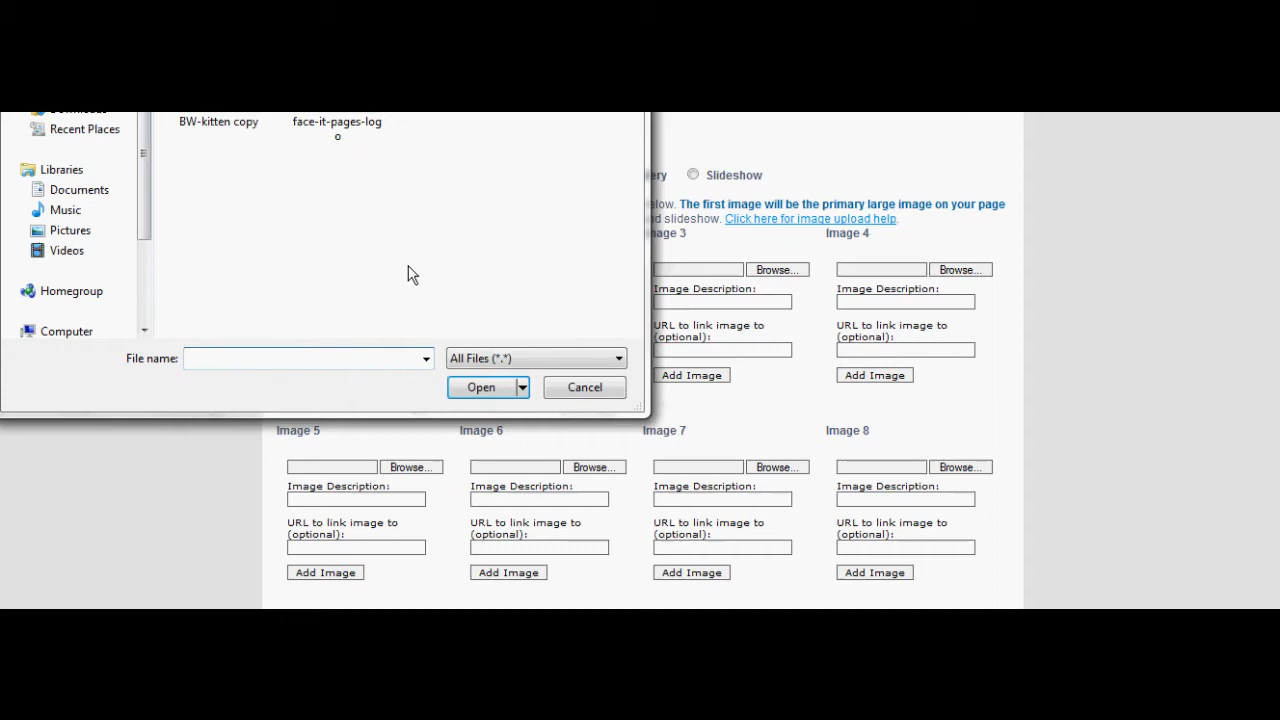 Recent Places
Libraries
Documents
Music
Pictures
Videos
Homegroup
Computer
BW-kitten copy
face-it-pages-log
o
File name:
All Files (*.*)
Open
Cancel
Slideshow
The first image will be the primary large image on your page
slideshow. Click here for image upload help.
3
Image 4
Browse...
Browse...
Image Description:
Image Description:
URL to link image to
(optional):
URL to link image to
(optional):
Add Image
Add Image
Image 5
Image 6
Image 7
Image 8
Browse...
Browse...
Browse...
Browse...
Image Description:
Image Description:
Image Description:
Image Description:
URL to link image to
(optional):
URL to link image to
(optional):
URL to link image to
(optional):
URL to link image to
(optional):
Add Image
Add Image
Add Image
Add Image